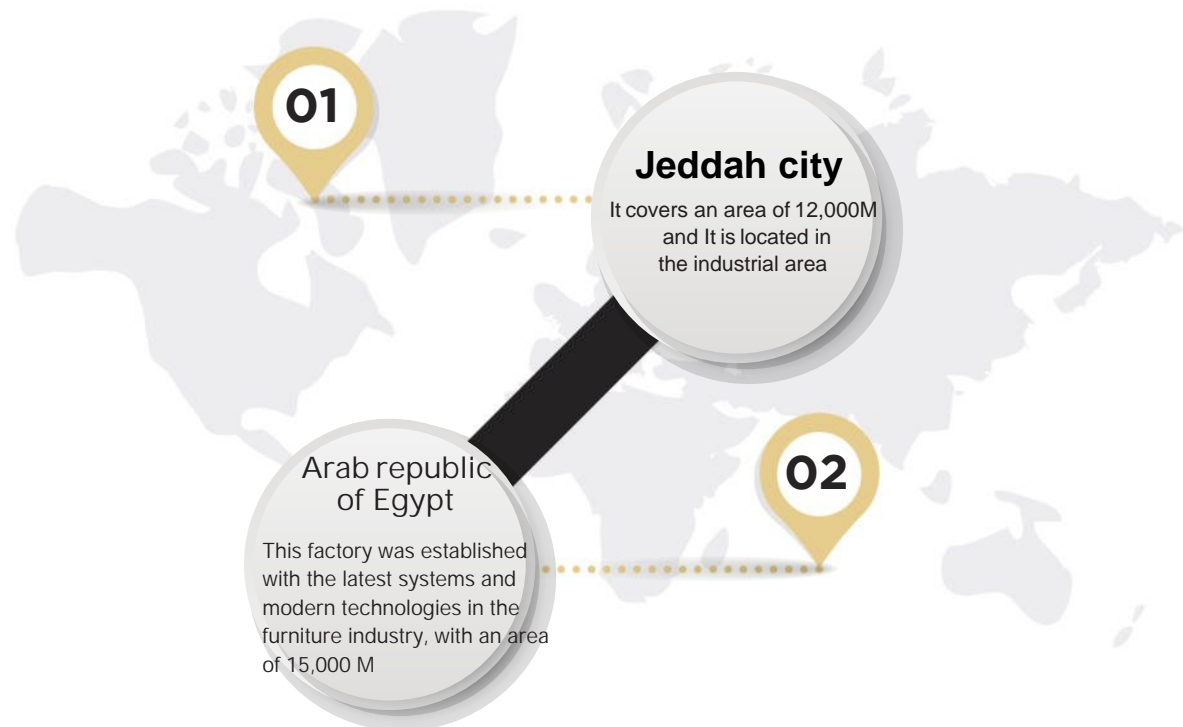 01
Jeddah city
It covers an area of 12,000M
and It is located in
the industrial area
Arab republic
of Egypt
This factory was established
with the latest systems and
modern technologies in the
furniture industry, with an area
of 15,000 M
02